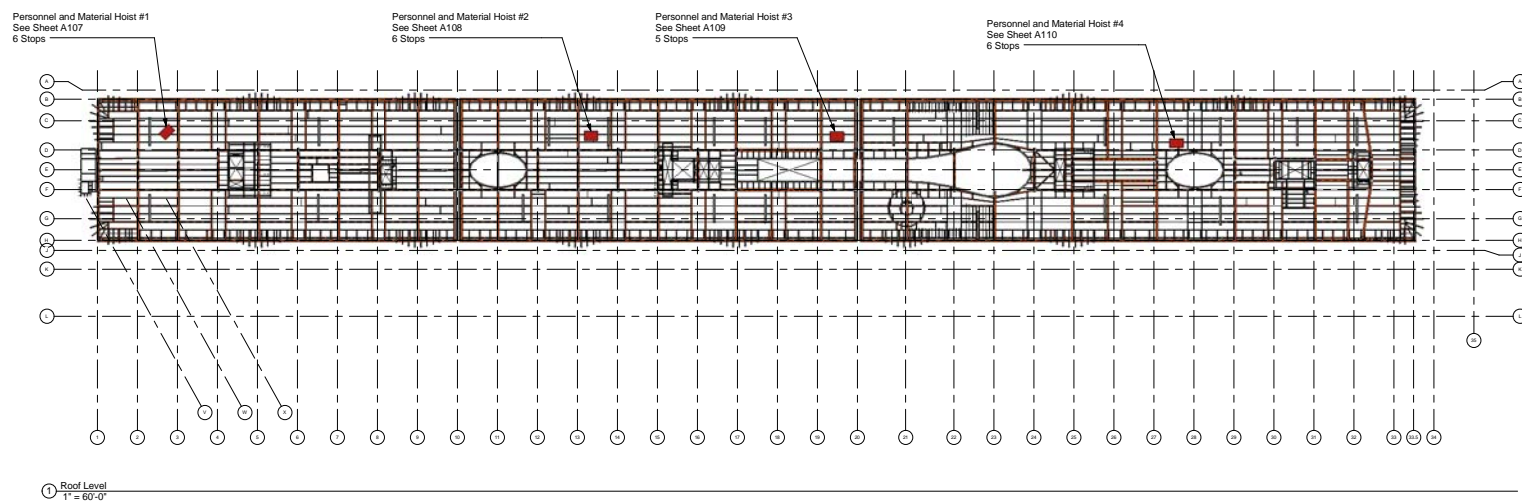 Personnel and Material Hoist #1
See Sheet A107
6 Stops
Personnel and Material Hoist #2
See Sheet A108
6 Stops
Personnel and Material Hoist #3
See Sheet A109
5 Stops
Personnel and Material Hoist #4
See Sheet A110
6 Stops
A A
B B
C C
D D
E E
F F
G G
H H
J J
K K
L L
35
V W X
1 2 3 4 5 6 7 8 9 10 11 12 13 14 15 16 17 18 19 20 21 22 23 24 25 26 27 28 29 30 31 32 33 33.5 34
1 Roof Level
1" = 60'-0"